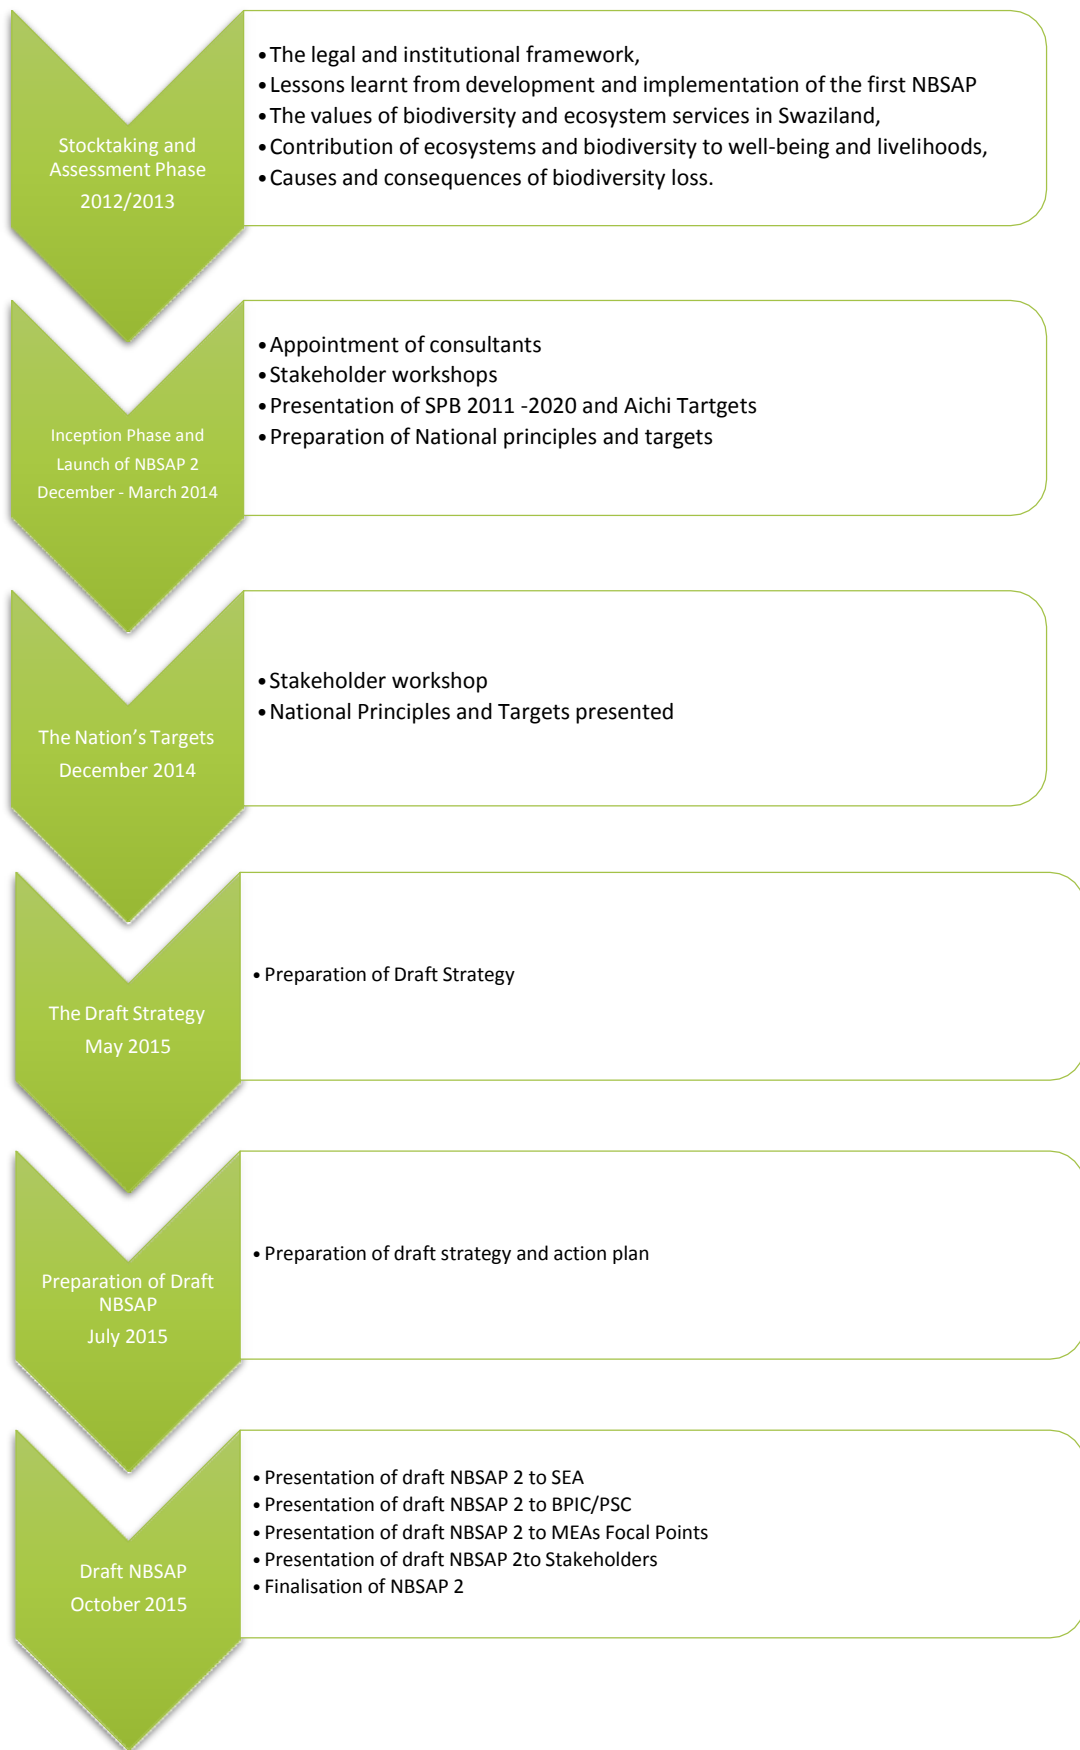 Stocktaking and
Assessment Phase
2012/2013
•The legal and institutional framework,
•Lessons learnt from development and implementation of the first NBSAP
•The values of biodiversity and ecosystem services in Swaziland,
•Contribution of ecosystems and biodiversity to well-being and livelihoods,
•Causes and consequences of biodiversity loss.
Inception Phase and
Launch of NBSAP 2
December - March 2014
•Appointment of consultants
•Stakeholder workshops
•Presentation of SPB 2011 -2020 and Aichi Tartgets
•Preparation of National principles and targets
The Nation's Targets
December 2014
•Stakeholder workshop
•National Principles and Targets presented
The Draft Strategy
May 2015
• Preparation of Draft Strategy
Preparation of Draft
NBSAP
July 2015
• Preparation of draft strategy and action plan
Draft NBSAP
October 2015
• Presentation of draft NBSAP 2 to SEA
• Presentation of draft NBSAP 2 to BPIC/PSC
• Presentation of draft NBSAP 2 to MEAs Focal Points
• Presentation of draft NBSAP 2to Stakeholders
• Finalisation of NBSAP 2